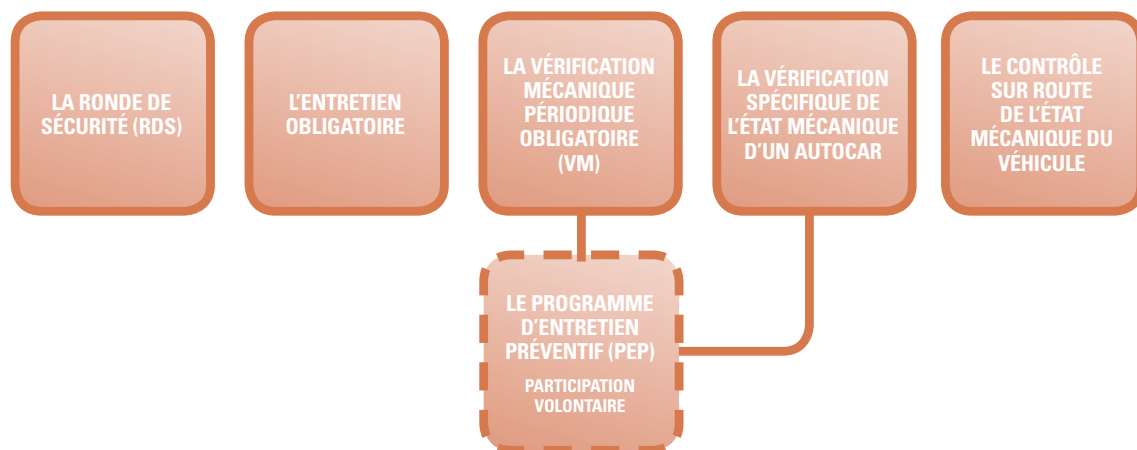 LA RONDE DE
SÉCURITÉ (RDS)
L'ENTRETIEN
OBLIGATOIRE
LA VÉRIFICATION
MÉCANIQUE
PÉRIODIQUE
OBLIGATOIRE
(VM)
LA VÉRIFICATION
SPÉCIFIQUE DE
L'ÉTAT MÉCANIQUE
D'UN AUTOCAR
LE CONTRÔLE
SUR ROUTE
DE L'ÉTAT
MÉCANIQUE DU
VÉHICULE
LE PROGRAMME
D'ENTRETIEN
PRÉVENTIF (PEP)
PARTICIPATION
VOLONTAIRE